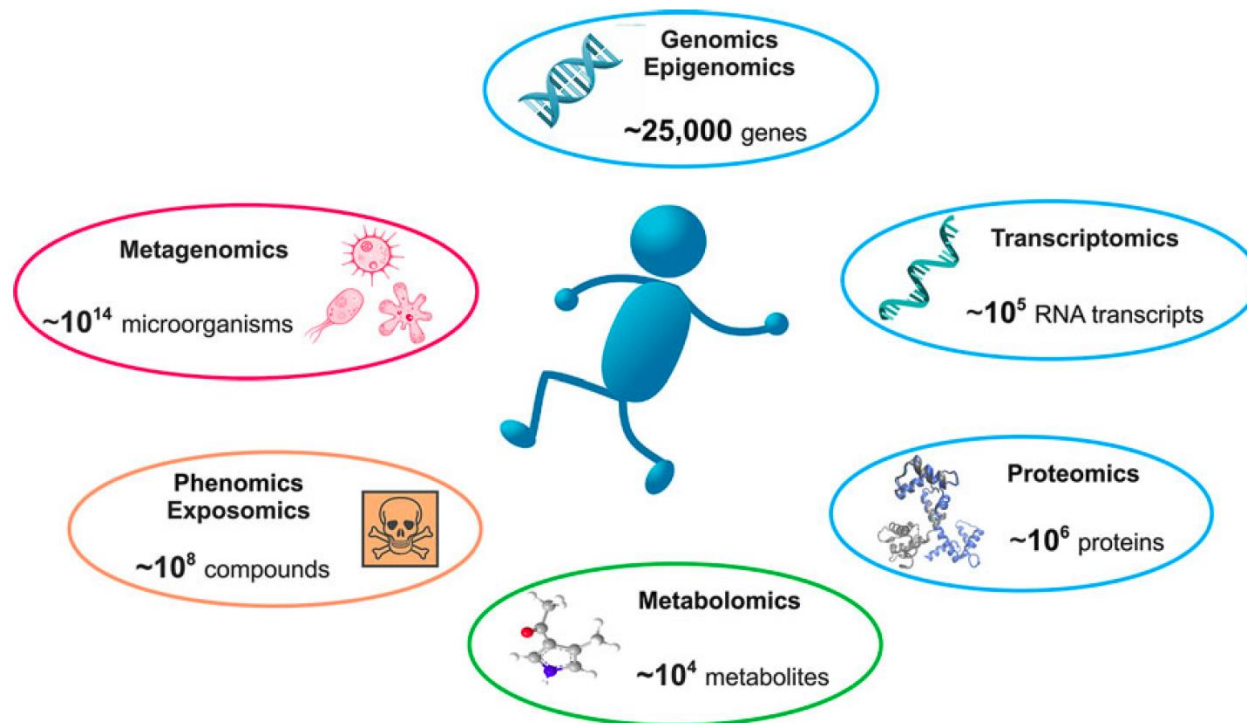 Genomics
Epigenomics
~25,000 genes
Metagenomics
~10¹⁴ microorganisms
Transcriptomics
~10⁵ RNA transcripts
Phenomics
Exposomics
~10⁸ compounds
Proteomics
~10⁶ proteins
Metabolomics
~10⁴ metabolites